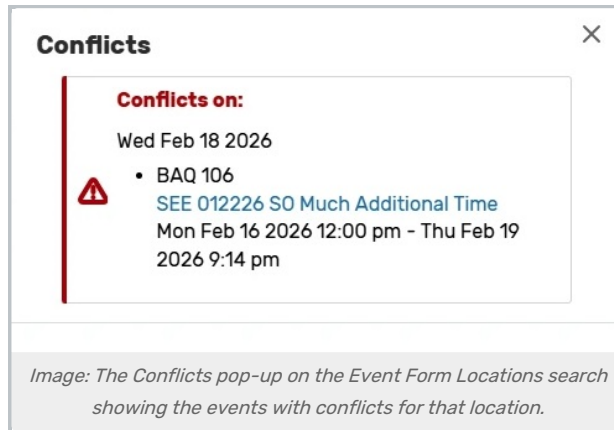 Conflicts
Conflicts on:
Wed Feb 18 2026
• BAQ 106
SEE 012226 SO Much Additional Time
Mon Feb 16 2026 12:00 pm - Thu Feb 19
2026 9:14 pm
Image: The Conflicts pop-up on the Event Form Locations search
showing the events with conflicts for that location.